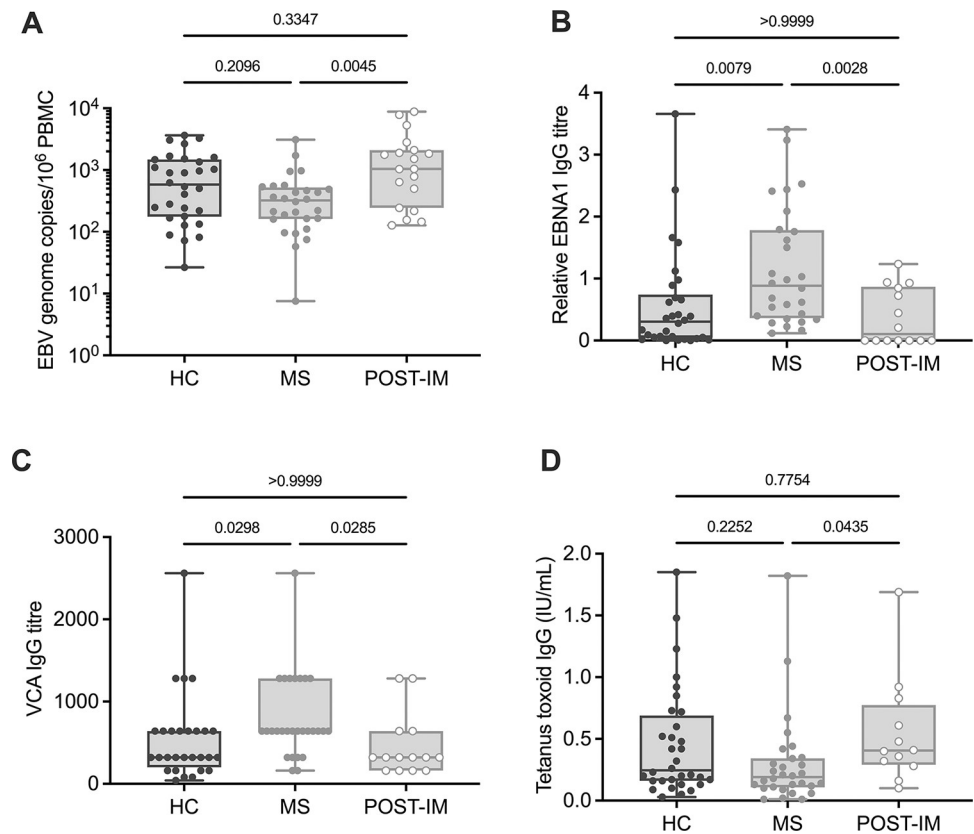 A
0.3347
0.2096 0.0045
EBV genome copies/10⁶ PBMC
10⁴
10³
10²
10¹
10⁰
HC MS POST-IM
B
>0.9999
0.0079 0.0028
Relative EBNA1 IgG titre
4
3
2
1
0
HC MS POST-IM
C
>0.9999
0.0298 0.0285
VCA IgG titre
3000
2000
1000
0
HC MS POST-IM
D
0.7754
0.2252 0.0435
Tetanus toxoid IgG (IU/mL)
2.0
1.5
1.0
0.5
0.0
HC MS POST-IM